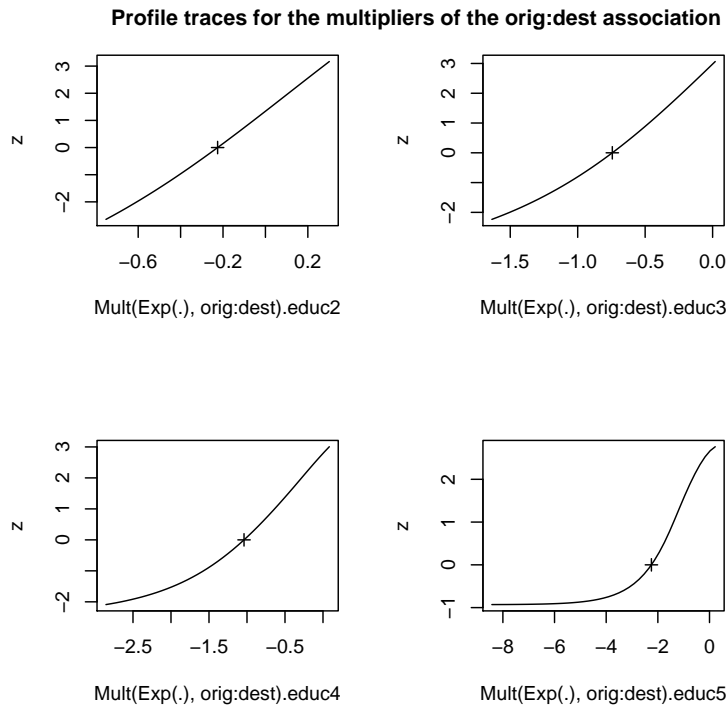 Profile traces for the multipliers of the orig:dest association
z
3
2
1
0
−2
−0.6 −0.2 0.2
Mult(Exp(.), orig:dest).educ2
z
3
2
1
0
−2
−1.5 −1.0 −0.5 0.0
Mult(Exp(.), orig:dest).educ3
z
3
2
1
0
−2
−2.5 −1.5 −0.5
Mult(Exp(.), orig:dest).educ4
z
2
1
0
−1
−8 −6 −4 −2 0
Mult(Exp(.), orig:dest).educ5